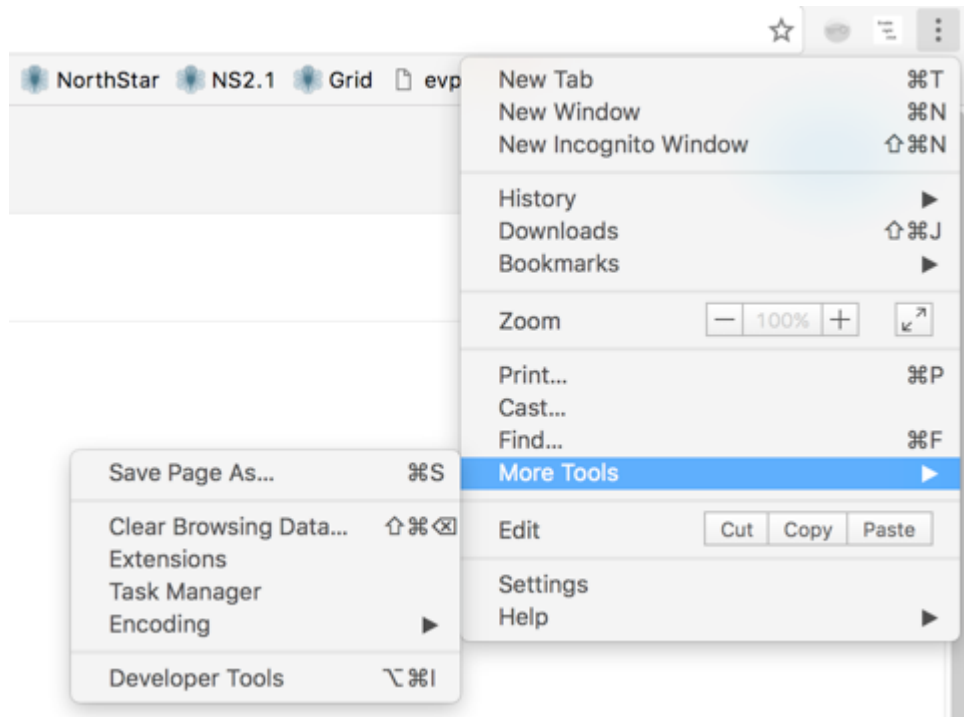 NorthStar NS2.1 Grid evp
New Tab ⌘T
New Window ⌘N
New Incognito Window ⇧⌘N
History ▶
Downloads ⇧⌘J
Bookmarks ▶
Zoom — 100% +
Print... ⌘P
Cast...
Find... ⌘F
More Tools ▶
Edit Cut Copy Paste
Settings
Help ▶
Save Page As... ⌘S
Clear Browsing Data... ⇧⌘⌫
Extensions
Task Manager
Encoding ▶
Developer Tools ⌥⌘I